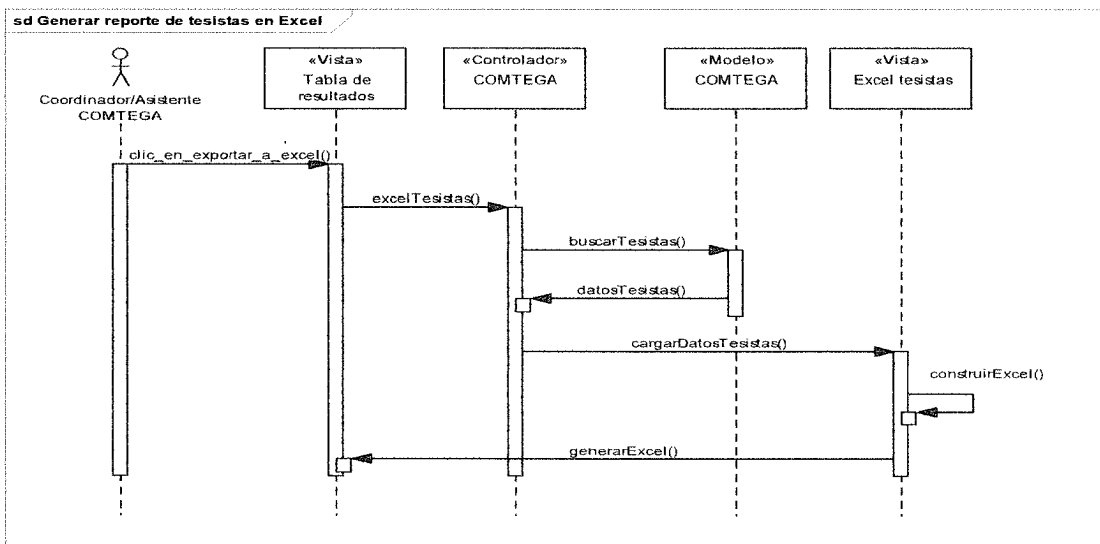 sd Generar reporte de tesistas en Excel
Coordinador/Asistente
COMTEGA
«Vista»
Tabla de
resultados
«Controlador»
COMTEGA
«Modelo»
COMTEGA
«Vista»
Excel tesistas
clic_en_exportar_a_excel()
excelTesistas()
buscarTesistas()
datosTesistas()
cargarDatosTesistas()
construirExcel()
generarExcel()